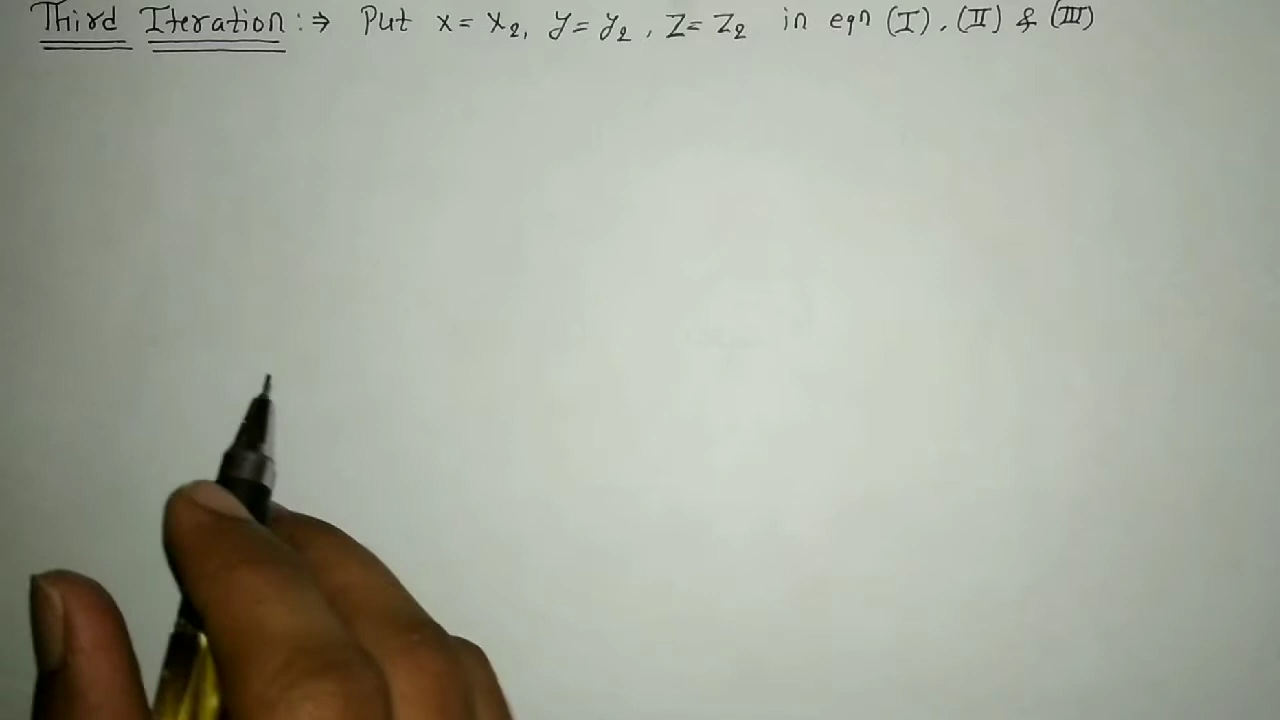 Third Iteration :⇒ Put x = x₂, y = y₂, z = z₂ in eqn (I), (II) & (III)